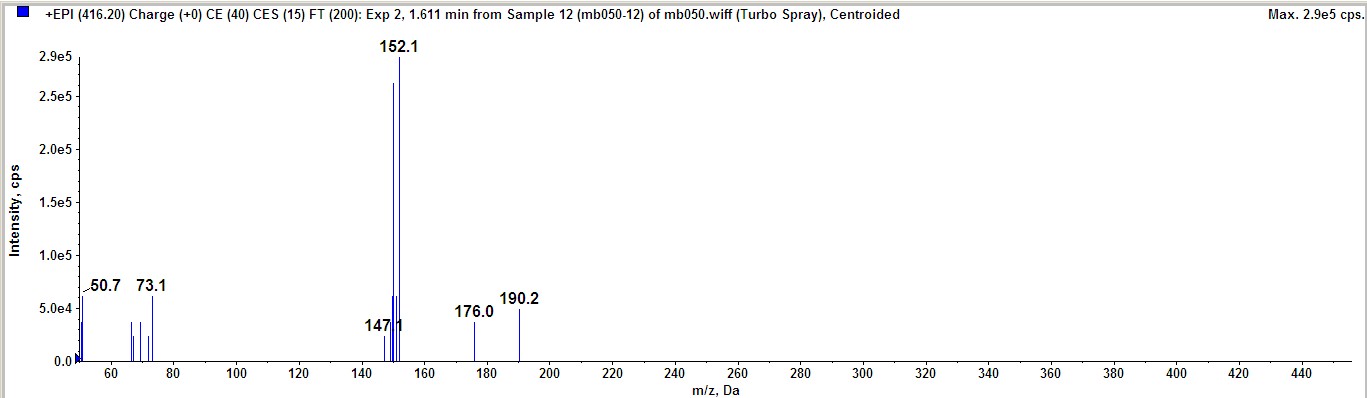 +EPI (416.20) Charge (+0) CE (40) CES (15) FT (200): Exp 2, 1.611 min from Sample 12 (mb050-12) of mb050.wiff (Turbo Spray), Centroided
Max. 2.9e5 cps.
152.1
2.9e5
2.5e5
2.0e5
1.5e5
1.0e5
5.0e4
0.0
Intensity, cps
50.7
73.1
147.1
176.0
190.2
60 80 100 120 140 160 180 200 220 240 260 280 300 320 340 360 380 400 420 440
m/z, Da